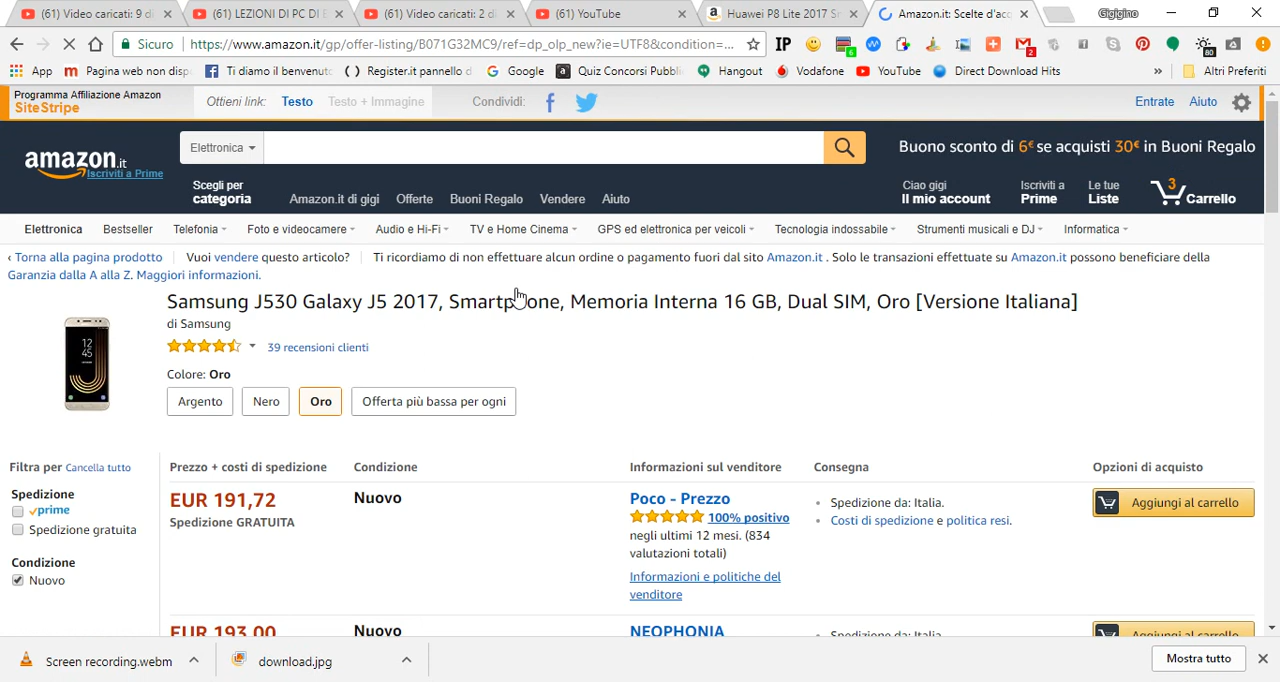 (61) Video caricati: 9 di
(61) LEZIONI DI PC DI B
(61) Video caricati: 2 di
(61) YouTube
Huawei P8 Lite 2017 Sm
Amazon.it: Scelte d'acq
Gigigino
Sicuro
https://www.amazon.it/gp/offer-listing/B071G32MC9/ref=dp_olp_new?ie=UTF8&condition=...
IP
6
2
80
App
Pagina web non disp
Ti diamo il benvenuto
Register.it pannello d
Google
Quiz Concorsi Pubbli
Hangout
Vodafone
YouTube
Direct Download Hits
»
Altri Preferiti
Programma Affiliazione Amazon
SiteStripe
Ottieni link:
Testo
Testo + Immagine
Condividi:
Entrate
Aiuto
amazon.it
Iscriviti a Prime
Elettronica
Buono sconto di 6€ se acquisti 30€ in Buoni Regalo
Scegli per
categoria
Amazon.it di gigi
Offerte
Buoni Regalo
Vendere
Aiuto
Ciao gigi
Il mio account
Iscriviti a
Prime
Le tue
Liste
3
Carrello
Elettronica
Bestseller
Telefonia
Foto e videocamere
Audio e Hi-Fi
TV e Home Cinema
GPS ed elettronica per veicoli
Tecnologia indossabile
Strumenti musicali e DJ
Informatica
‹ Torna alla pagina prodotto
Vuoi vendere questo articolo?
Ti ricordiamo di non effettuare alcun ordine o pagamento fuori dal sito Amazon.it . Solo le transazioni effettuate su Amazon.it possono beneficiare della
Garanzia dalla A alla Z. Maggiori informazioni.
Samsung J530 Galaxy J5 2017, Smartphone, Memoria Interna 16 GB, Dual SIM, Oro [Versione Italiana]
di Samsung
39 recensioni clienti
12
45
Colore: Oro
Argento
Nero
Oro
Offerta più bassa per ogni
Filtra per Cancella tutto
Prezzo + costi di spedizione
Condizione
Informazioni sul venditore
Consegna
Opzioni di acquisto
Spedizione
prime
Spedizione gratuita
Condizione
Nuovo
EUR 191,72
Spedizione GRATUITA
Nuovo
Poco - Prezzo
100% positivo
negli ultimi 12 mesi. (834
valutazioni totali)
Informazioni e politiche del
venditore
Spedizione da: Italia.
Costi di spedizione e politica resi.
Aggiungi al carrello
EUR 193,00
Nuovo
NEOPHONIA
Spedizione da: Italia.
Aggiungi al carrello
Screen recording.webm
download.jpg
Mostra tutto